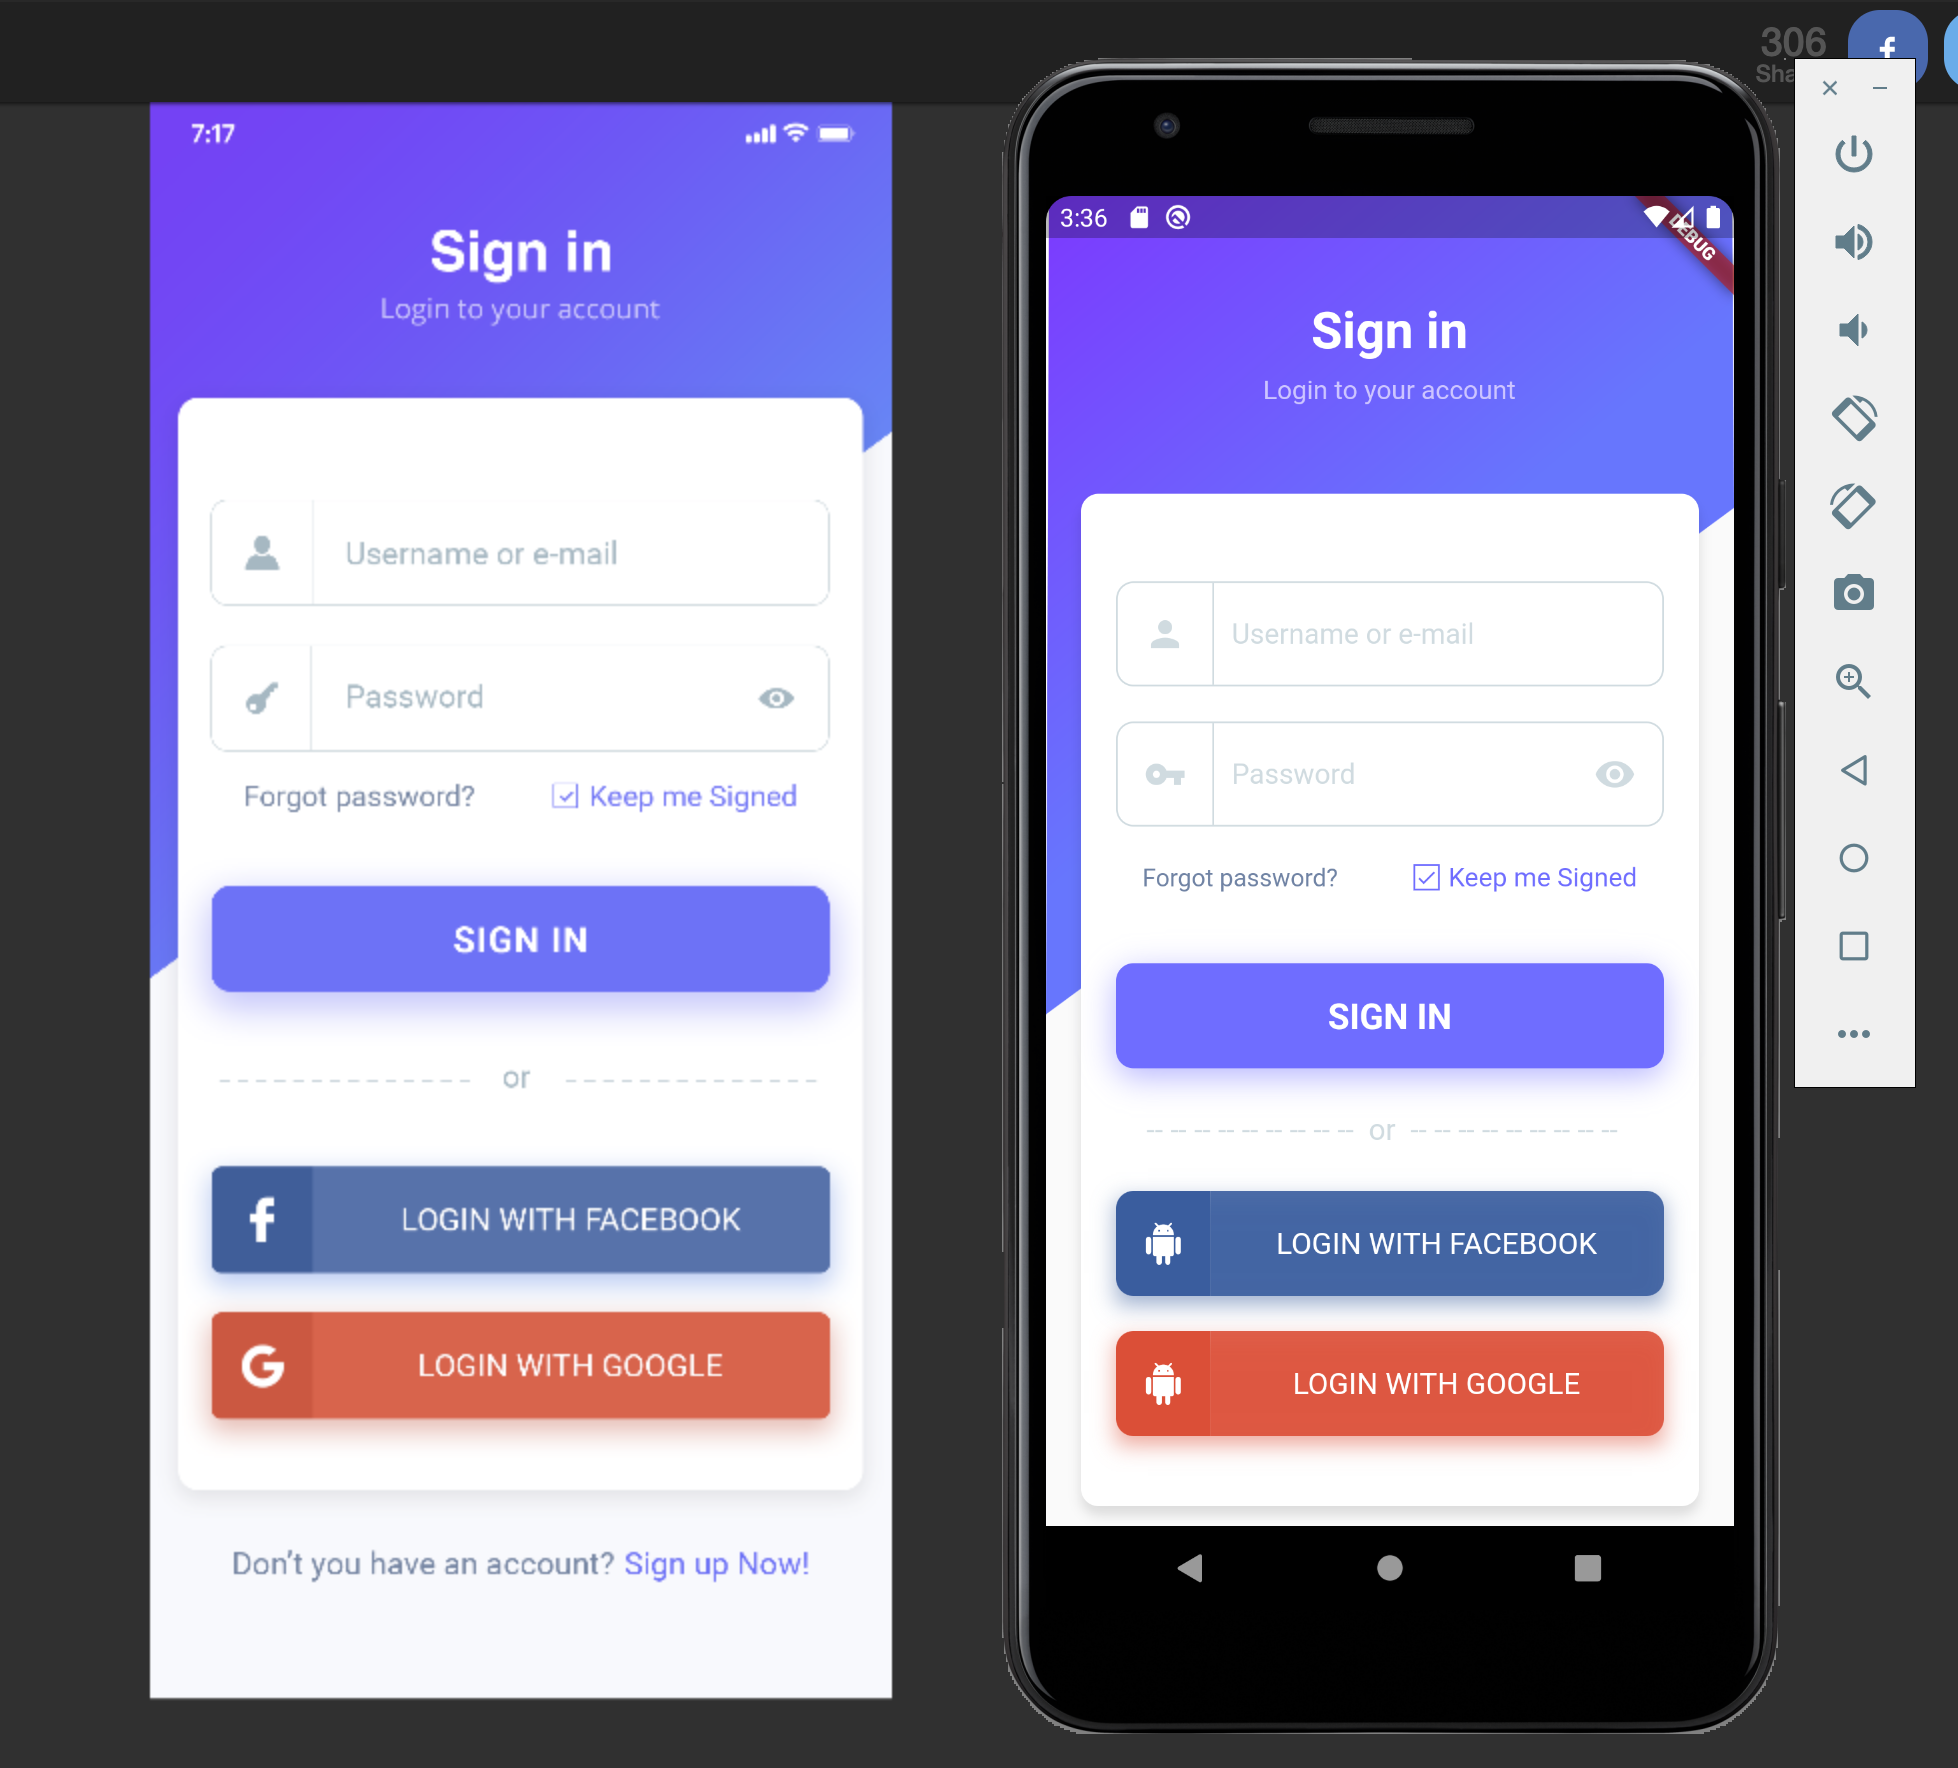 306
Sha
7:17
Sign in
Login to your account
Username or e-mail
Password
Forgot password?
Keep me Signed
SIGN IN
or
LOGIN WITH FACEBOOK
LOGIN WITH GOOGLE
Don't you have an account? Sign up Now!
3:36
DEBUG
Sign in
Login to your account
Username or e-mail
Password
Forgot password?
Keep me Signed
SIGN IN
-- -- -- -- -- -- -- -- -- or -- -- -- -- -- -- -- -- --
LOGIN WITH FACEBOOK
LOGIN WITH GOOGLE